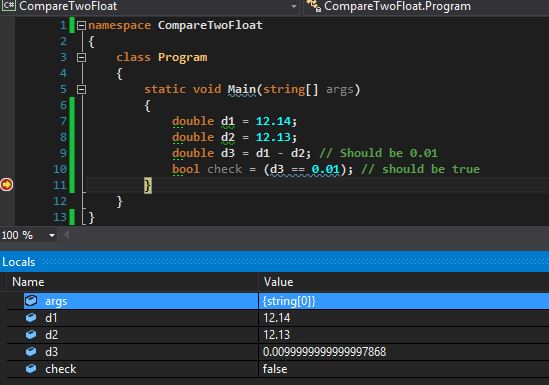 C# CompareTwoFloat CompareTwoFloat.Program
1 namespace CompareTwoFloat
2 {
3 class Program
4 {
5 static void Main(string[] args)
6 {
7 double d1 = 12.14;
8 double d2 = 12.13;
9 double d3 = d1 - d2; // Should be 0.01
10 bool check = (d3 == 0.01); // should be true
11 }
12 }
13 }
100 %
Locals
Name Value
args {string[0]}
d1 12.14
d2 12.13
d3 0.0099999999999997868
check false